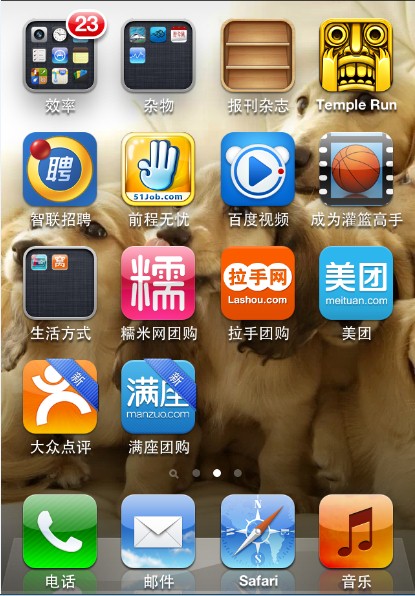 23
效率
杂物
报刊杂志
Temple Run
聘
51Job.com
智联招聘
前程无忧
百度视频
成为灌篮高手
窝
糯
拉手网
Lashou.com
美团
meituan.com
生活方式
糯米网团购
拉手团购
美团
新
满座
manzuo.com
新
大众点评
满座团购
电话
邮件
Safari
音乐